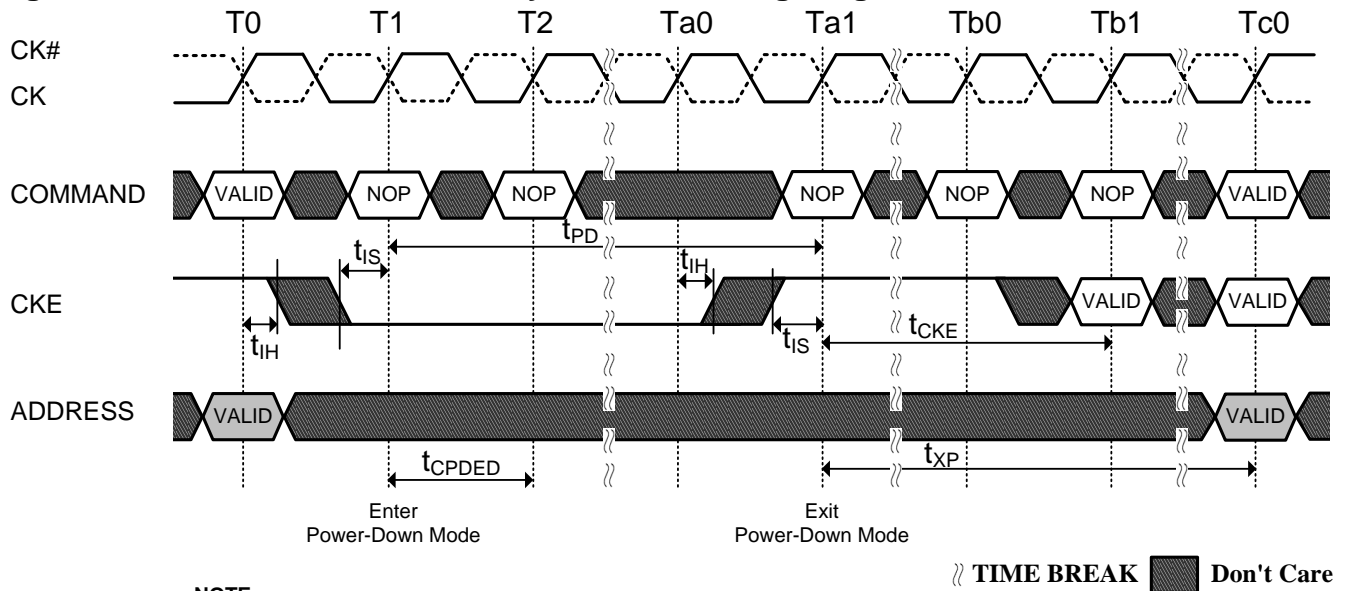 T0 T1 T2 Ta0 Ta1 Tb0 Tb1 Tc0
CK#
CK
COMMAND VALID NOP NOP NOP NOP NOP VALID
tPD
tIS tIH
CKE VALID VALID
tIH tIS tCKE
ADDRESS VALID VALID
tCPDED tXP
Enter
Power-Down Mode
Exit
Power-Down Mode
TIME BREAK Don't Care
NOTE